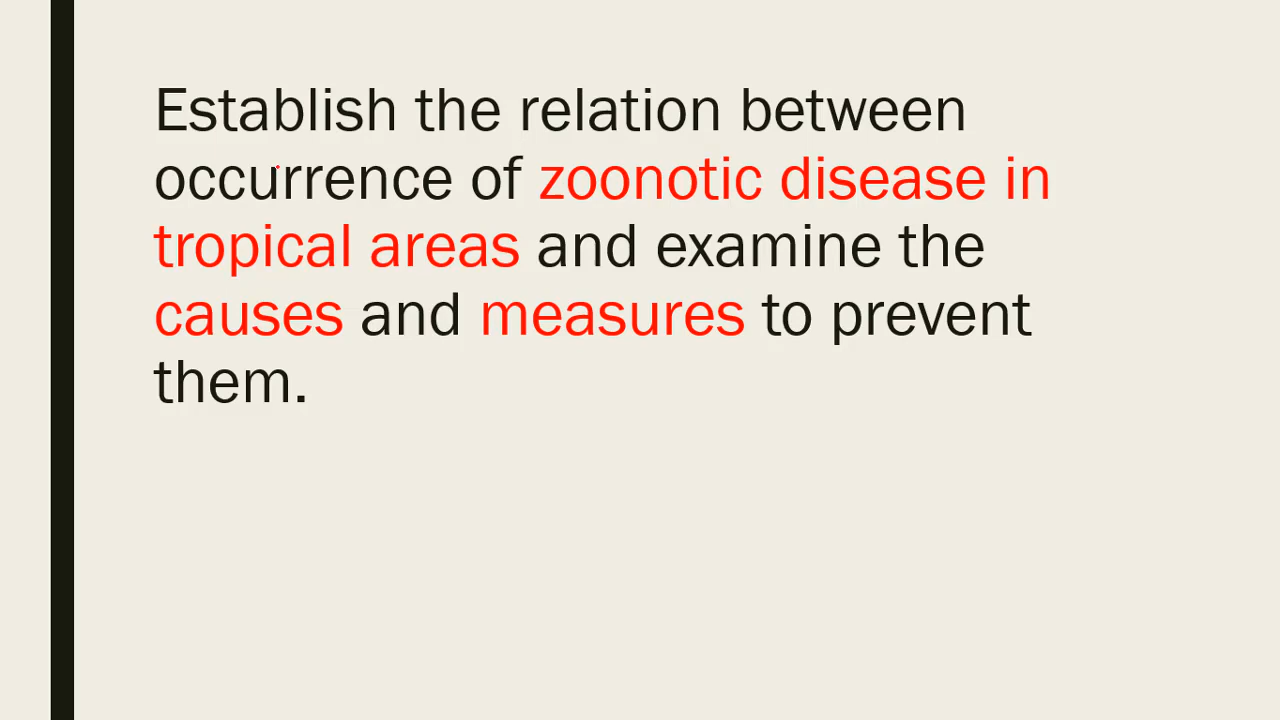 Establish the relation between
occurrence of zoonotic disease in
tropical areas and examine the
causes and measures to prevent
them.